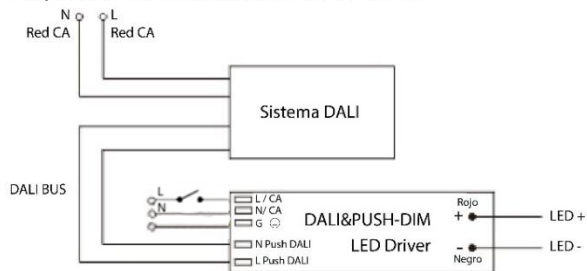 N L
Red CA Red CA
Sistema DALI
DALI BUS
L
N
L / CA
N/ CA
G
N Push DALI
L Push DALI
DALI&PUSH-DIM
LED Driver
Rojo
+
-
Negro
LED +
LED -